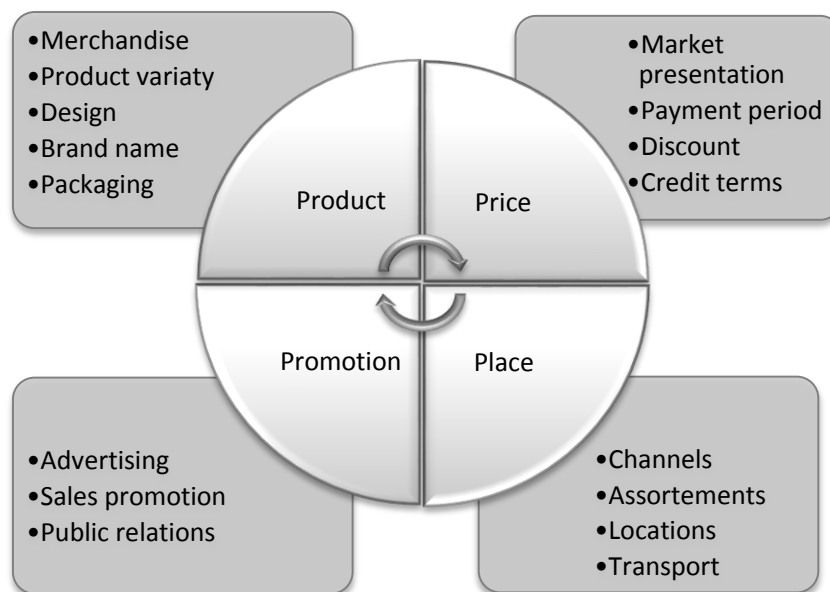 •Merchandise
•Product variaty
•Design
•Brand name
•Packaging
•Market
presentation
•Payment period
•Discount
•Credit terms
Product
Price
Promotion
Place
•Advertising
•Sales promotion
•Public relations
•Channels
•Assortements
•Locations
•Transport